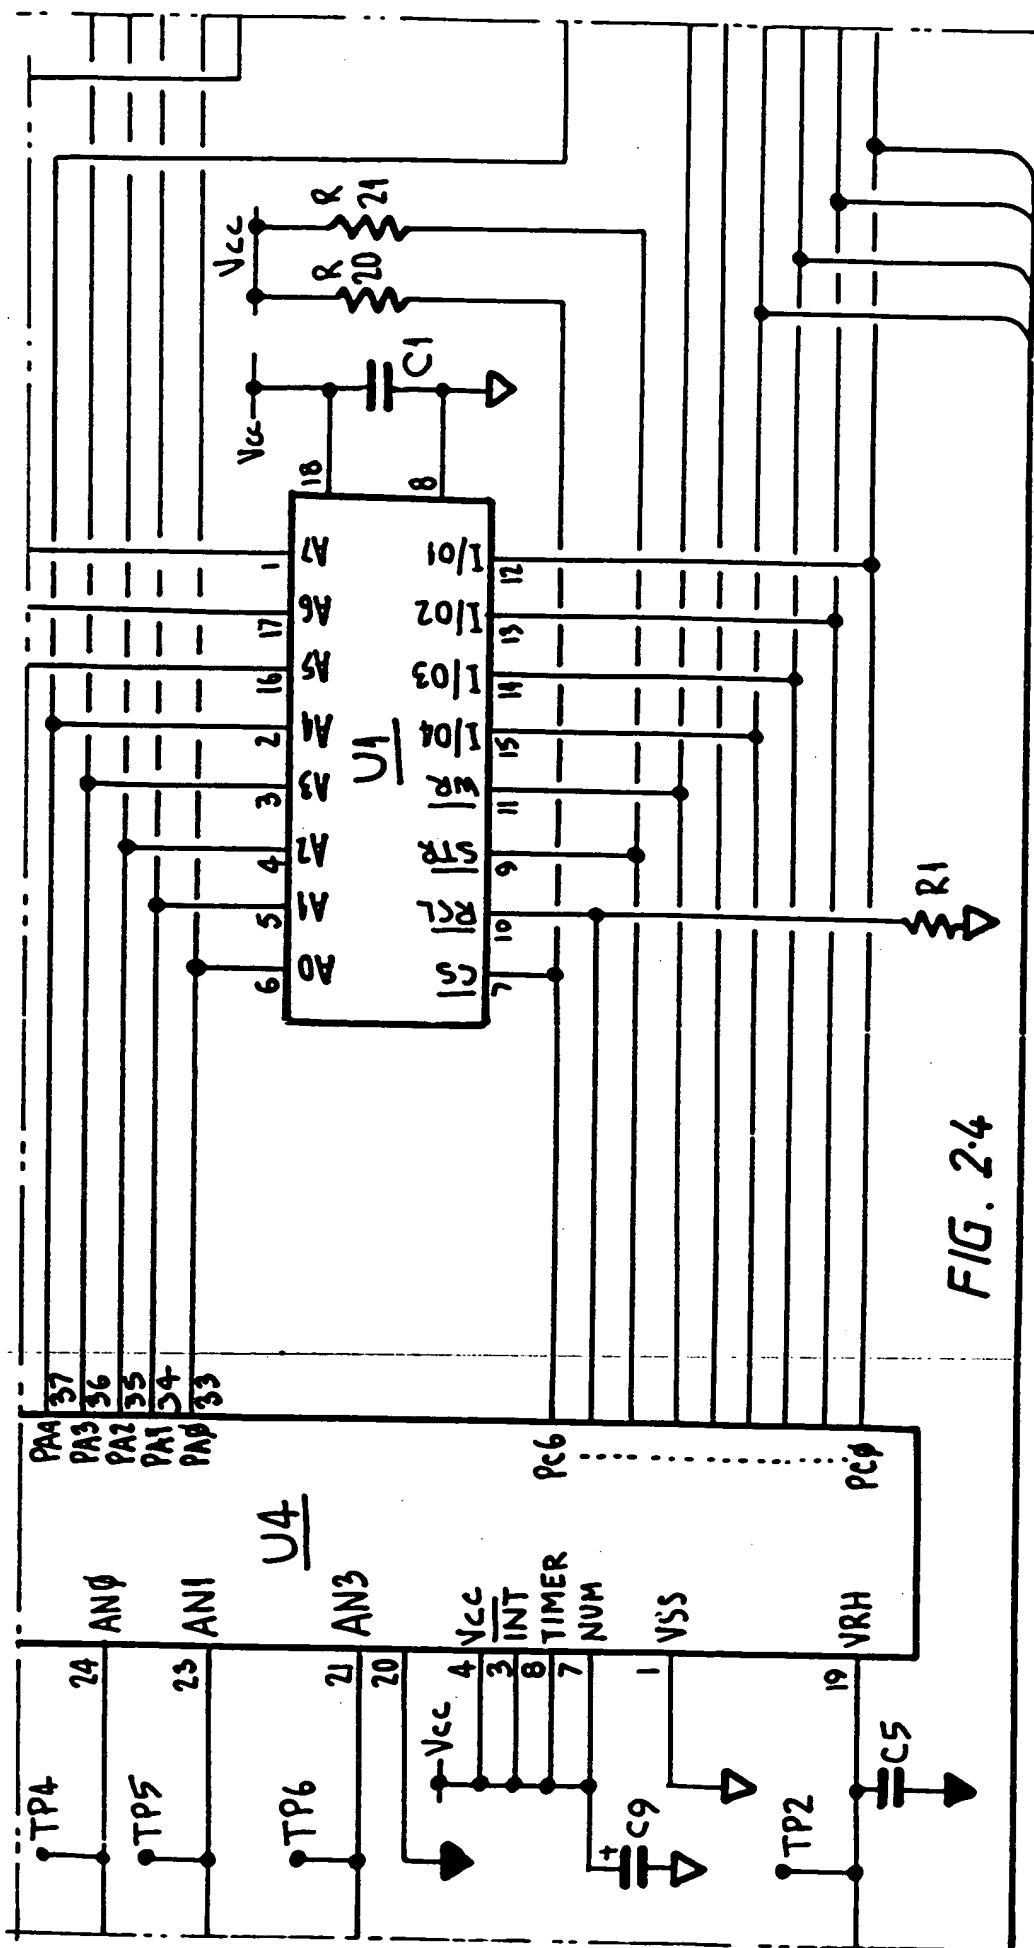 TP4
24
ANØ
TP5
23
AN1
TP6
21
AN3
20
Vcc
4
Vcc
3
INT
8
TIMER
7
NUM
+
C9
1
VSS
TP2
19
VRH
C5
U4
PA4
37
PA3
36
PA2
35
PA1
34
PAØ
33
PC6
PCØ
6
5
4
3
2
16
17
1
A0
A1
A2
A3
A4
A5
A6
A7
U1
18
8
CS
RCL
STR
WR
I/O4
I/O3
I/O2
I/O1
7
10
9
11
15
14
13
12
Vcc
C1
Vcc
R
20
R
21
R1
FIG. 2.4